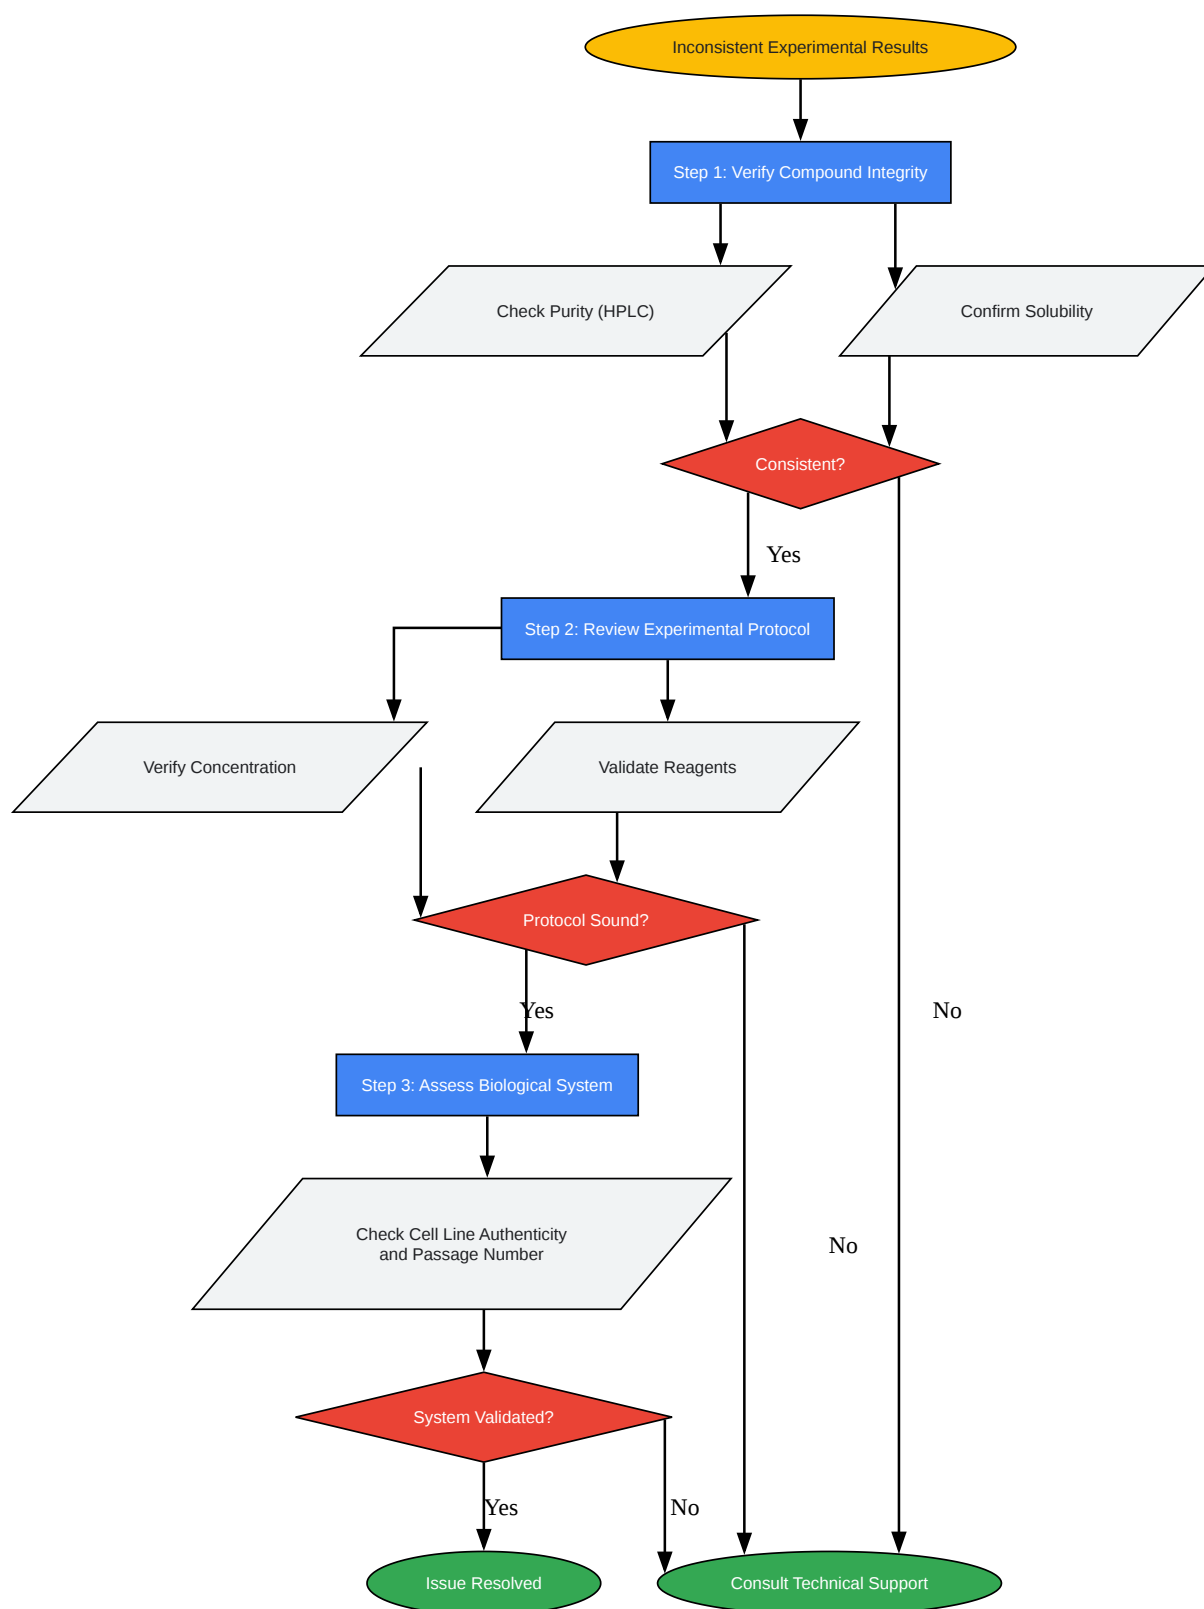 Inconsistent Experimental Results
Step 1: Verify Compound Integrity
Check Purity (HPLC)
Confirm Solubility
Consistent?
Yes
Step 2: Review Experimental Protocol
Verify Concentration
Validate Reagents
Protocol Sound?
Yes
No
Step 3: Assess Biological System
Check Cell Line Authenticity
and Passage Number
No
System Validated?
Yes
No
Issue Resolved
Consult Technical Support